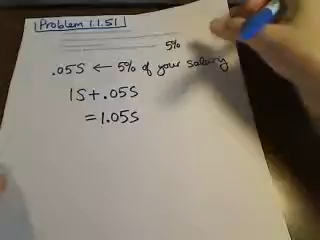 Problem 1.1.51
5%
.05S ← 5% of your salary
1S + .05S
= 1.05S